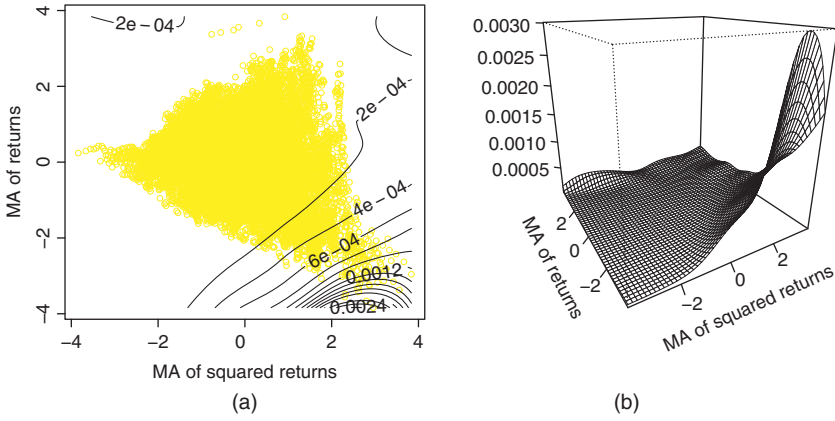 4
2
0
−2
−4
MA of returns
2e−04
2e−04
4e−04
6e−04
0.0012
0.0024
−4
−2
0
2
4
MA of squared returns
(a)
0.0030
0.0025
0.0020
0.0015
0.0010
0.0005
2
0
−2
MA of returns
−2
0
2
MA of squared returns
(b)